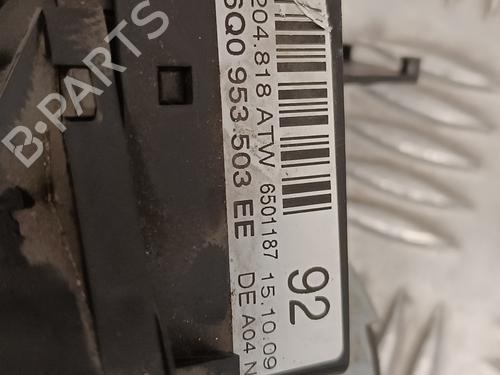 204.818 ATW 6501187 15.10.09
6Q0 953 503 EE DE A04 N
92
B-PARTS